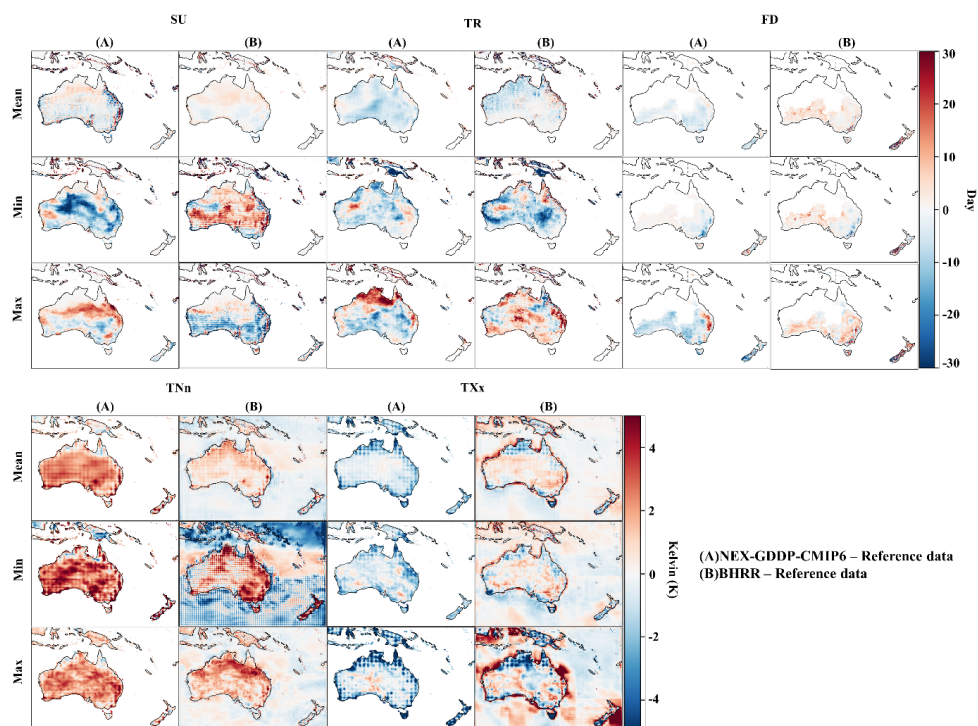 SU TR FD
(A) (B) (A) (B) (A) (B)
Mean
Min
Max
30
20
10
0
-10
-20
-30
Day
TNn TXx
(A) (B) (A) (B)
Mean
Min
Max
4
2
0
-2
-4
Kelvin (K)
(A)NEX-GDDP-CMIP6 – Reference data
(B)BHRR – Reference data